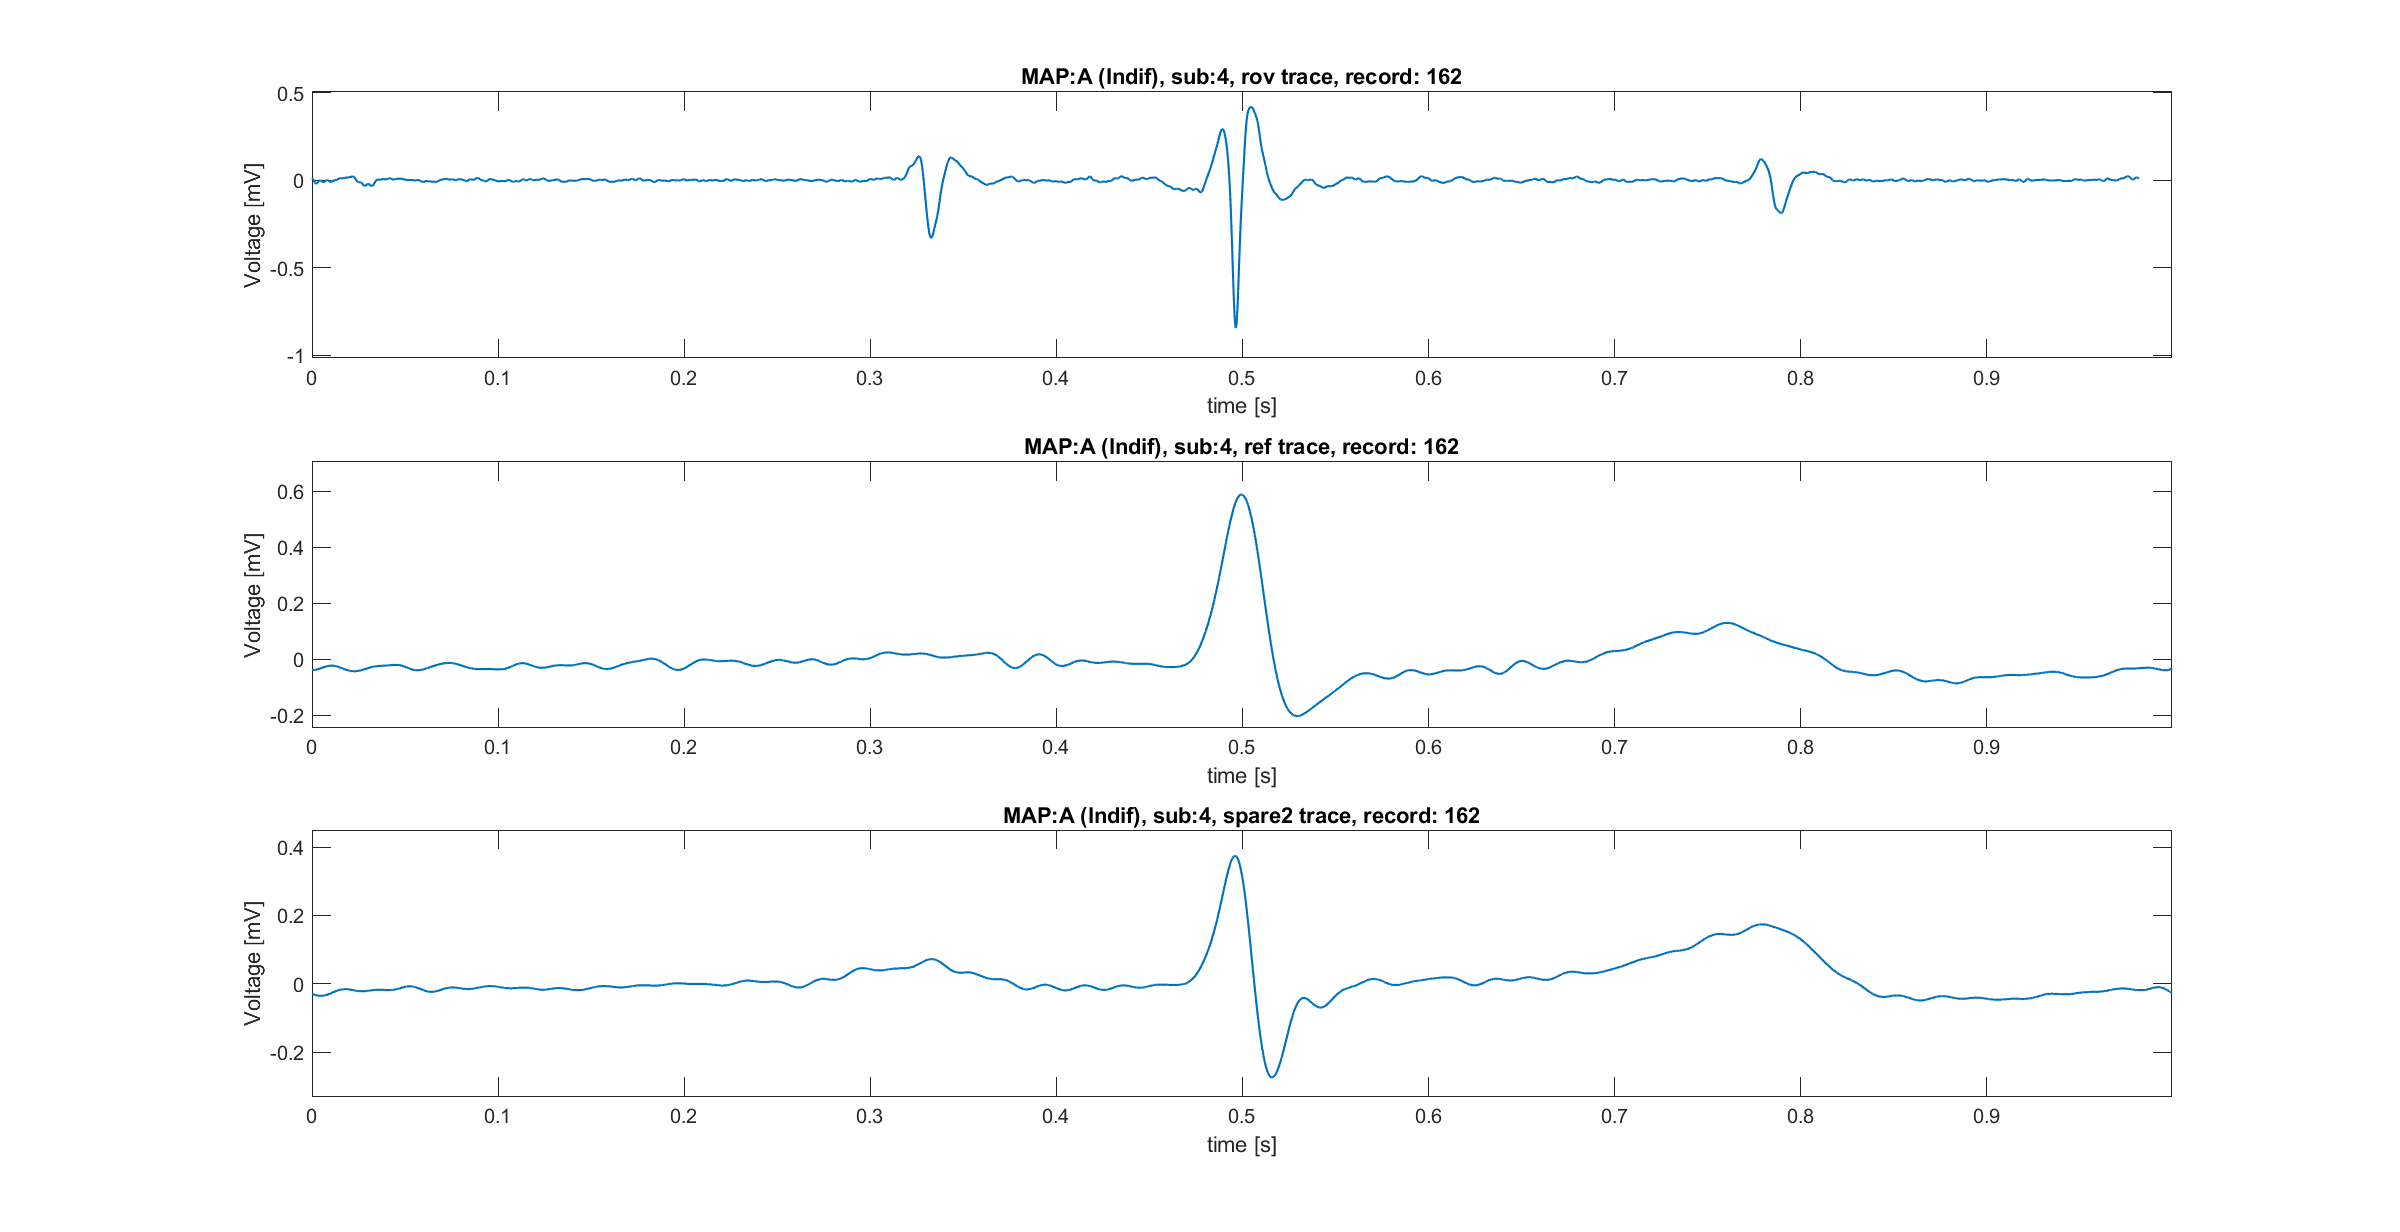 MAP:A (Indif), sub:4, rov trace, record: 162
0.5
0
-0.5
-1
Voltage [mV]
0 0.1 0.2 0.3 0.4 0.5 0.6 0.7 0.8 0.9
time [s]
MAP:A (Indif), sub:4, ref trace, record: 162
0.6
0.4
0.2
0
-0.2
Voltage [mV]
0 0.1 0.2 0.3 0.4 0.5 0.6 0.7 0.8 0.9
time [s]
MAP:A (Indif), sub:4, spare2 trace, record: 162
0.4
0.2
0
-0.2
Voltage [mV]
0 0.1 0.2 0.3 0.4 0.5 0.6 0.7 0.8 0.9
time [s]